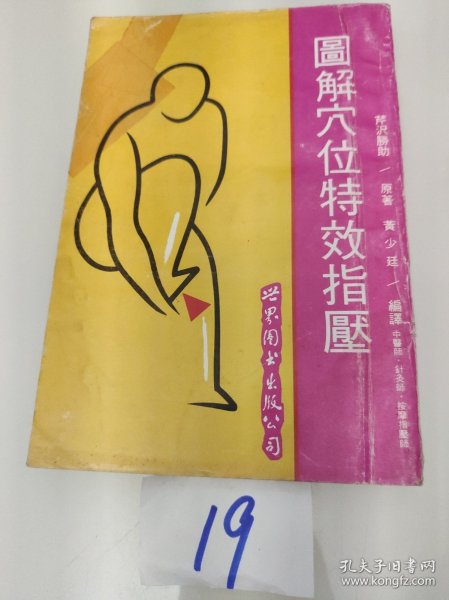 圖解穴位特效指壓
芹沢勝助／原著 黃少廷／編譯 中醫師·針灸師·按摩指壓師
世界图书出版公司
19
孔夫子旧书网
www.kongfz.com